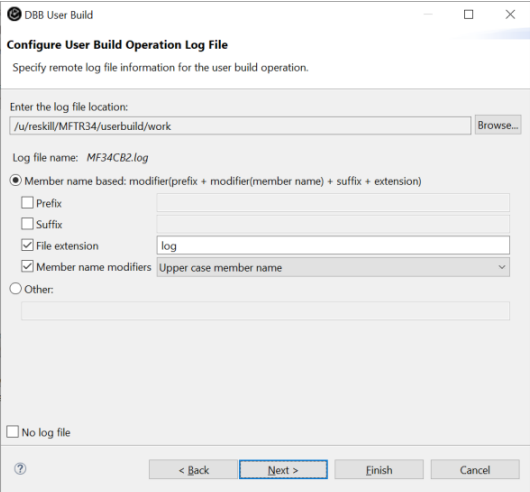 DBB User Build
Configure User Build Operation Log File
Specify remote log file information for the user build operation.
Enter the log file location:
/u/reskill/MFTR34/userbuild/work
Browse...
Log file name: MF34CB2.log
Member name based: modifier(prefix + modifier(member name) + suffix + extension)
Prefix
Suffix
File extension log
Member name modifiers Upper case member name
Other:
No log file
? < Back Next > Finish Cancel